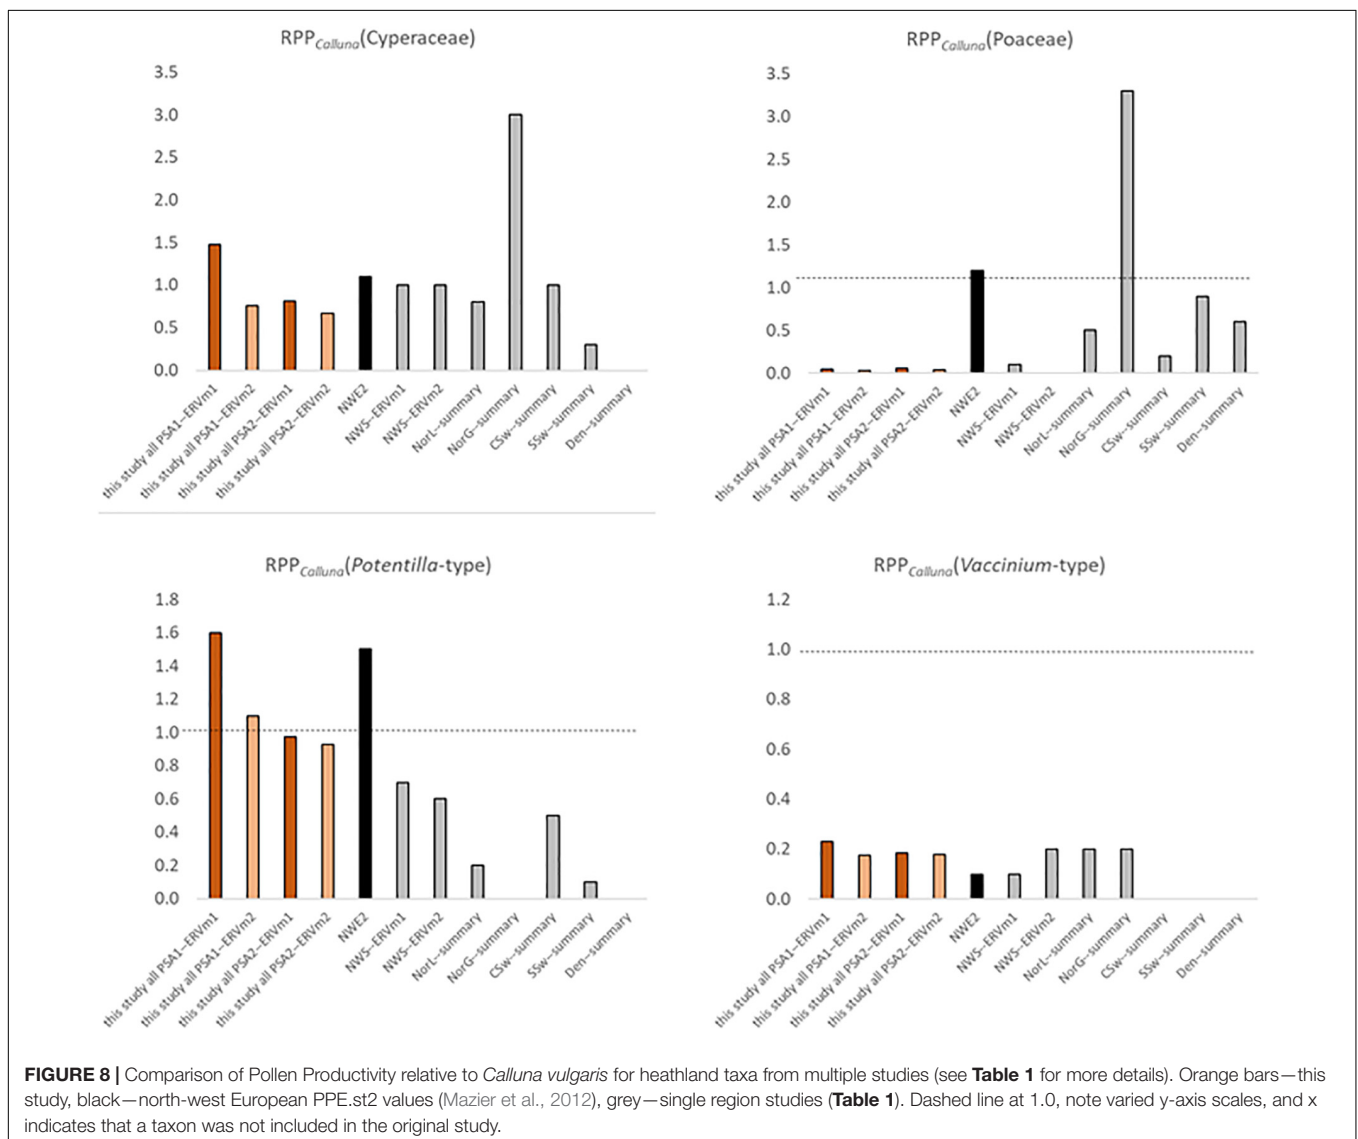 RPPCalluna(Cyperaceae)
3.5
3.0
2.5
2.0
1.5
1.0
0.5
0.0
this study all PSA1–ERVm1
this study all PSA1–ERVm2
this study all PSA2–ERVm1
this study all PSA2–ERVm2
NWE2
NWS–ERVm1
NWS–ERVm2
NorL–summary
NorG–summary
CSw–summary
SSw–summary
Den–summary
RPPCalluna(Poaceae)
3.5
3.0
2.5
2.0
1.5
1.0
0.5
0.0
this study all PSA1–ERVm1
this study all PSA1–ERVm2
this study all PSA2–ERVm1
this study all PSA2–ERVm2
NWE2
NWS–ERVm1
NWS–ERVm2
NorL–summary
NorG–summary
CSw–summary
SSw–summary
Den–summary
RPPCalluna(Potentilla-type)
1.8
1.6
1.4
1.2
1.0
0.8
0.6
0.4
0.2
0.0
this study all PSA1–ERVm1
this study all PSA1–ERVm2
this study all PSA2–ERVm1
this study all PSA2–ERVm2
NWE2
NWS–ERVm1
NWS–ERVm2
NorL–summary
NorG–summary
CSw–summary
SSw–summary
Den–summary
RPPCalluna(Vaccinium-type)
1.2
1.0
0.8
0.6
0.4
0.2
0.0
this study all PSA1–ERVm1
this study all PSA1–ERVm2
this study all PSA2–ERVm1
this study all PSA2–ERVm2
NWE2
NWS–ERVm1
NWS–ERVm2
NorL–summary
NorG–summary
CSw–summary
SSw–summary
Den–summary
FIGURE 8 | Comparison of Pollen Productivity relative to Calluna vulgaris for heathland taxa from multiple studies (see Table 1 for more details). Orange bars—this
study, black—north-west European PPE.st2 values (Mazier et al., 2012), grey—single region studies (Table 1). Dashed line at 1.0, note varied y-axis scales, and x
indicates that a taxon was not included in the original study.